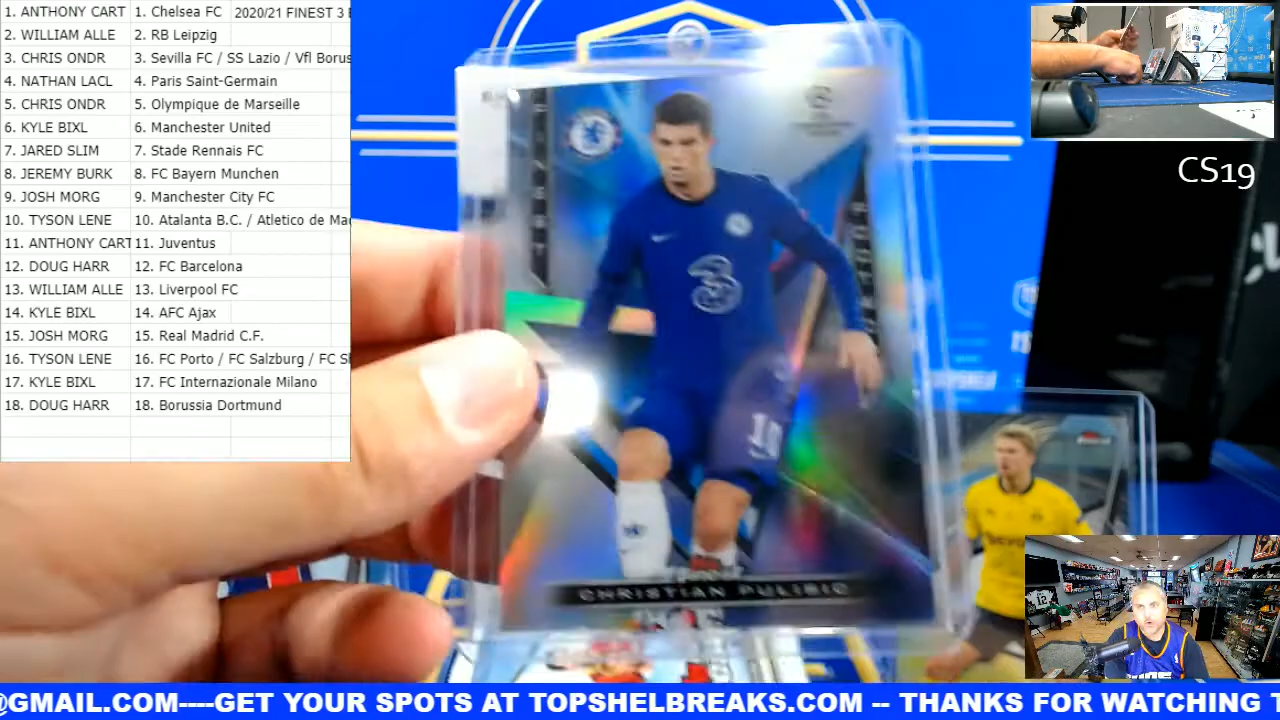 1. ANTHONY CART 1. Chelsea FC 2020/21 FINEST 3
2. WILLIAM ALLE 2. RB Leipzig
3. CHRIS ONDR 3. Sevilla FC / SS Lazio / Vfl Borus
4. NATHAN LACL 4. Paris Saint-Germain
5. CHRIS ONDR 5. Olympique de Marseille
6. KYLE BIXL 6. Manchester United
7. JARED SLIM 7. Stade Rennais FC
8. JEREMY BURK 8. FC Bayern Munchen
9. JOSH MORG 9. Manchester City FC
10. TYSON LENE 10. Atalanta B.C. / Atletico de Ma
11. ANTHONY CART 11. Juventus
12. DOUG HARR 12. FC Barcelona
13. WILLIAM ALLE 13. Liverpool FC
14. KYLE BIXL 14. AFC Ajax
15. JOSH MORG 15. Real Madrid C.F.
16. TYSON LENE 16. FC Porto / FC Salzburg / FC S
17. KYLE BIXL 17. FC Internazionale Milano
18. DOUG HARR 18. Borussia Dortmund
CS19
3
10
CHRISTIAN PULISIC
@GMAIL.COM----GET YOUR SPOTS AT TOPSHELBREAKS.COM -- THANKS FOR WATCHING T